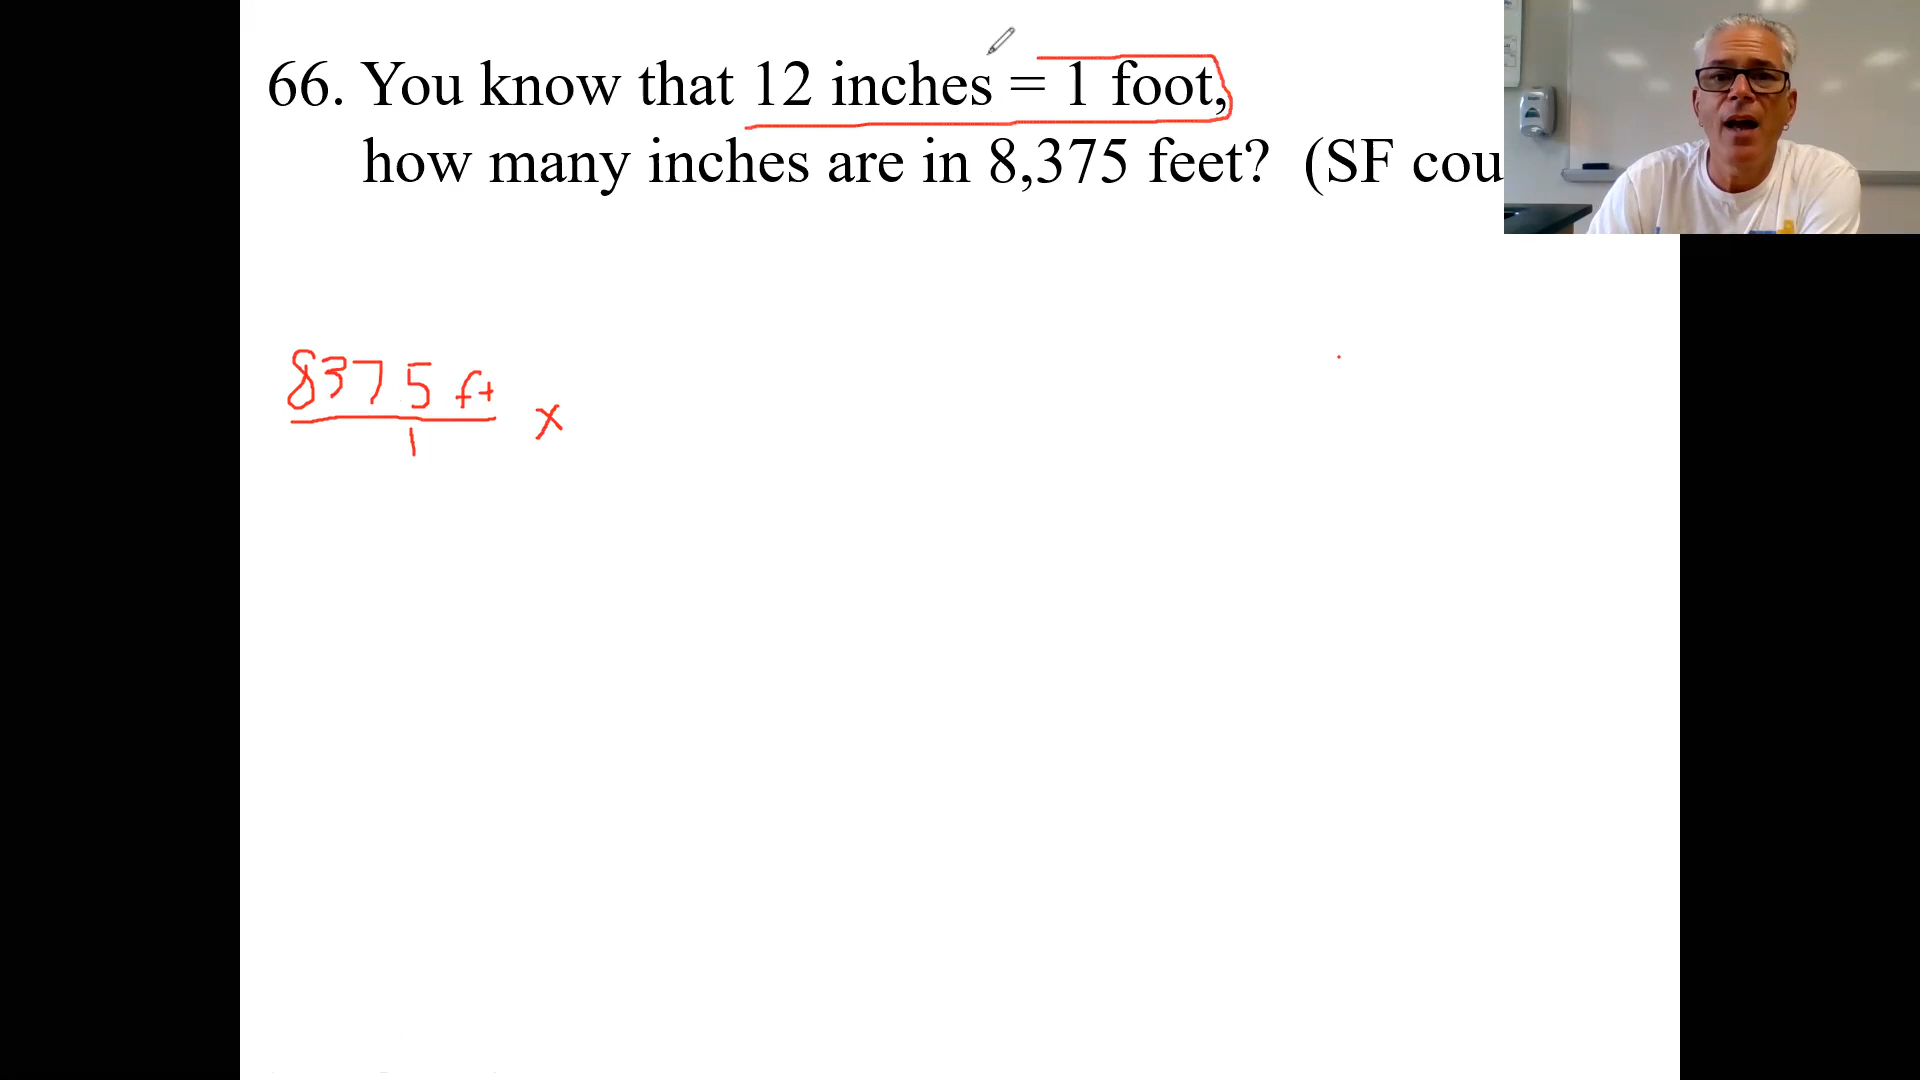 66. You know that 12 inches = 1 foot,
how many inches are in 8,375 feet? (SF cou
8375 ft x
1